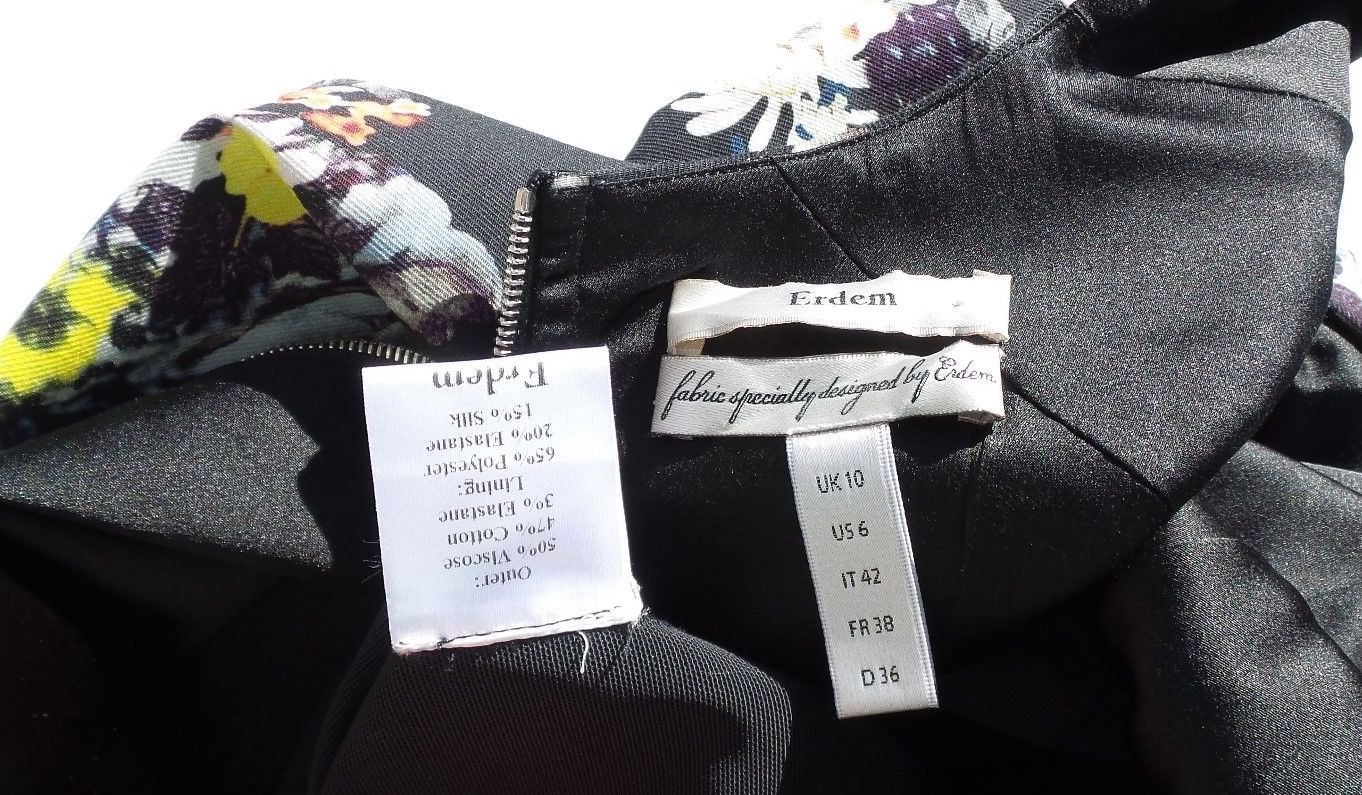 Erdem
fabric specially designed by Erdem.
UK 10
US 6
IT 42
FR 38
D 36
Outer:
50% Viscose
47% Cotton
3% Elastane
Lining:
65% Polyester
20% Elastane
15% Silk
Erdem